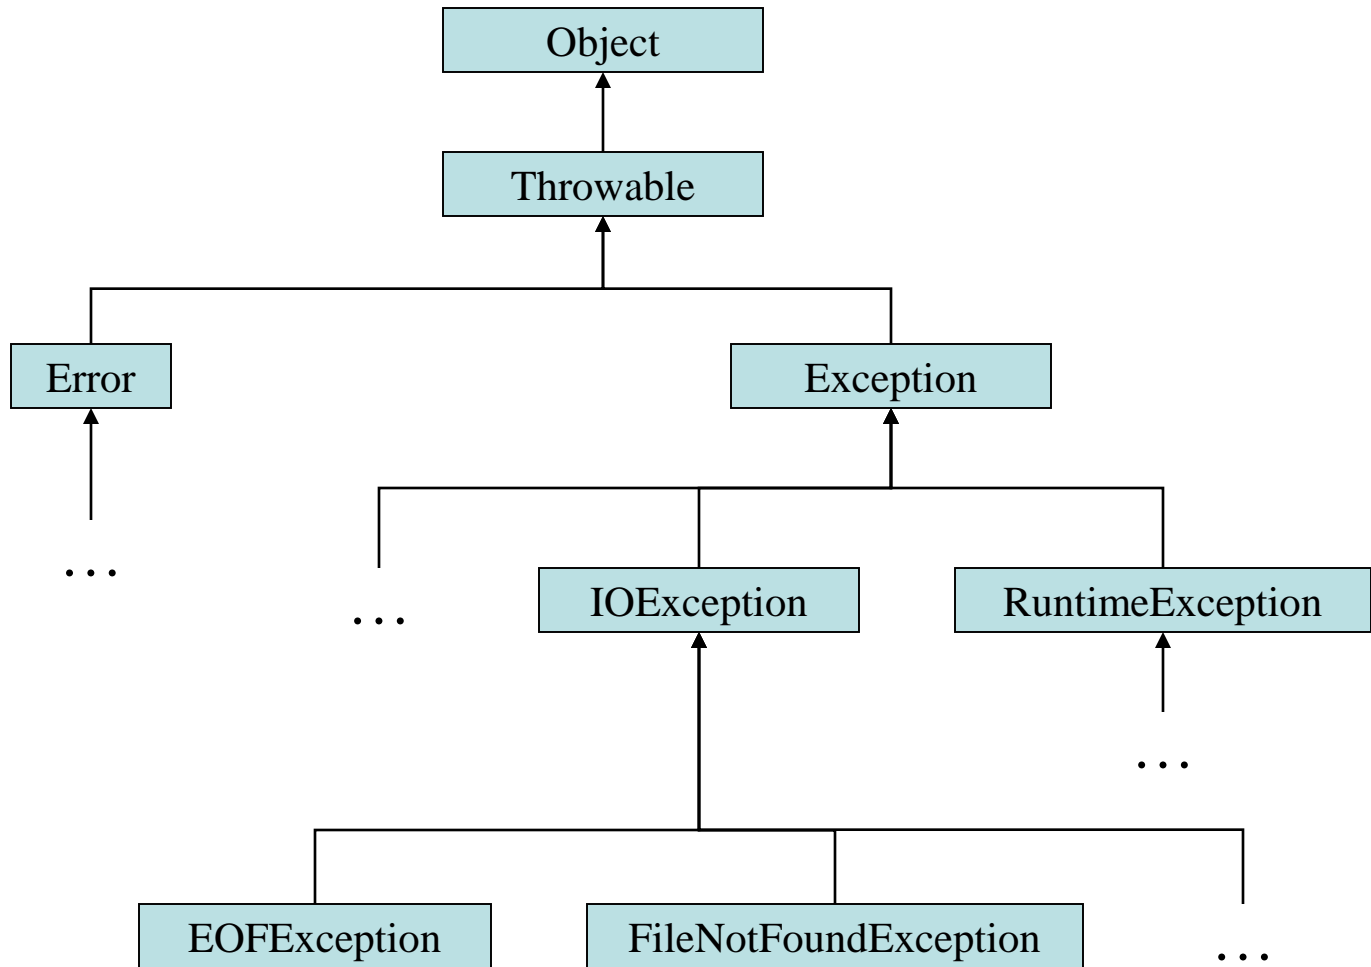 Object
Throwable
Error
Exception
...
...
IOException
RuntimeException
...
EOFException
FileNotFoundException
...